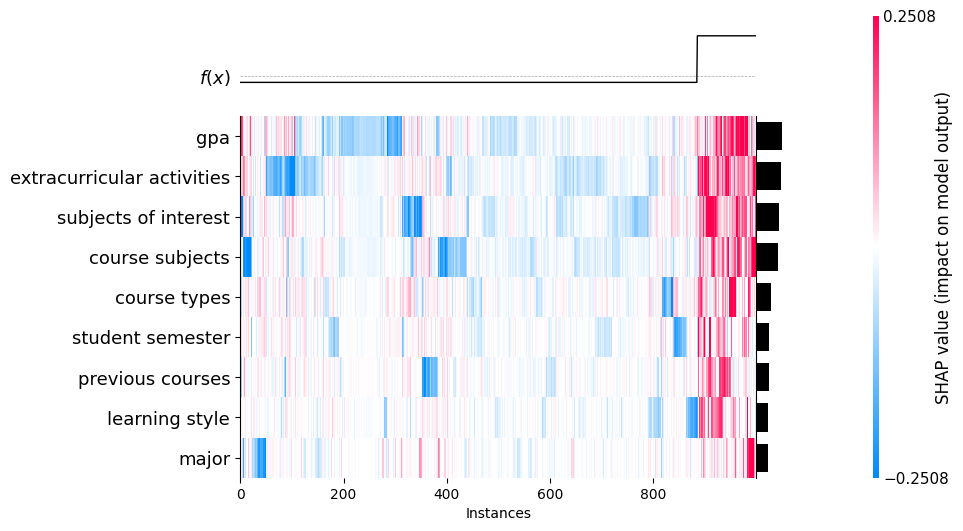 0.2508
f(x)
gpa
extracurricular activities
subjects of interest
course subjects
course types
student semester
previous courses
learning style
major
−0.2508
0 200 400 600 800
Instances
SHAP value (impact on model output)